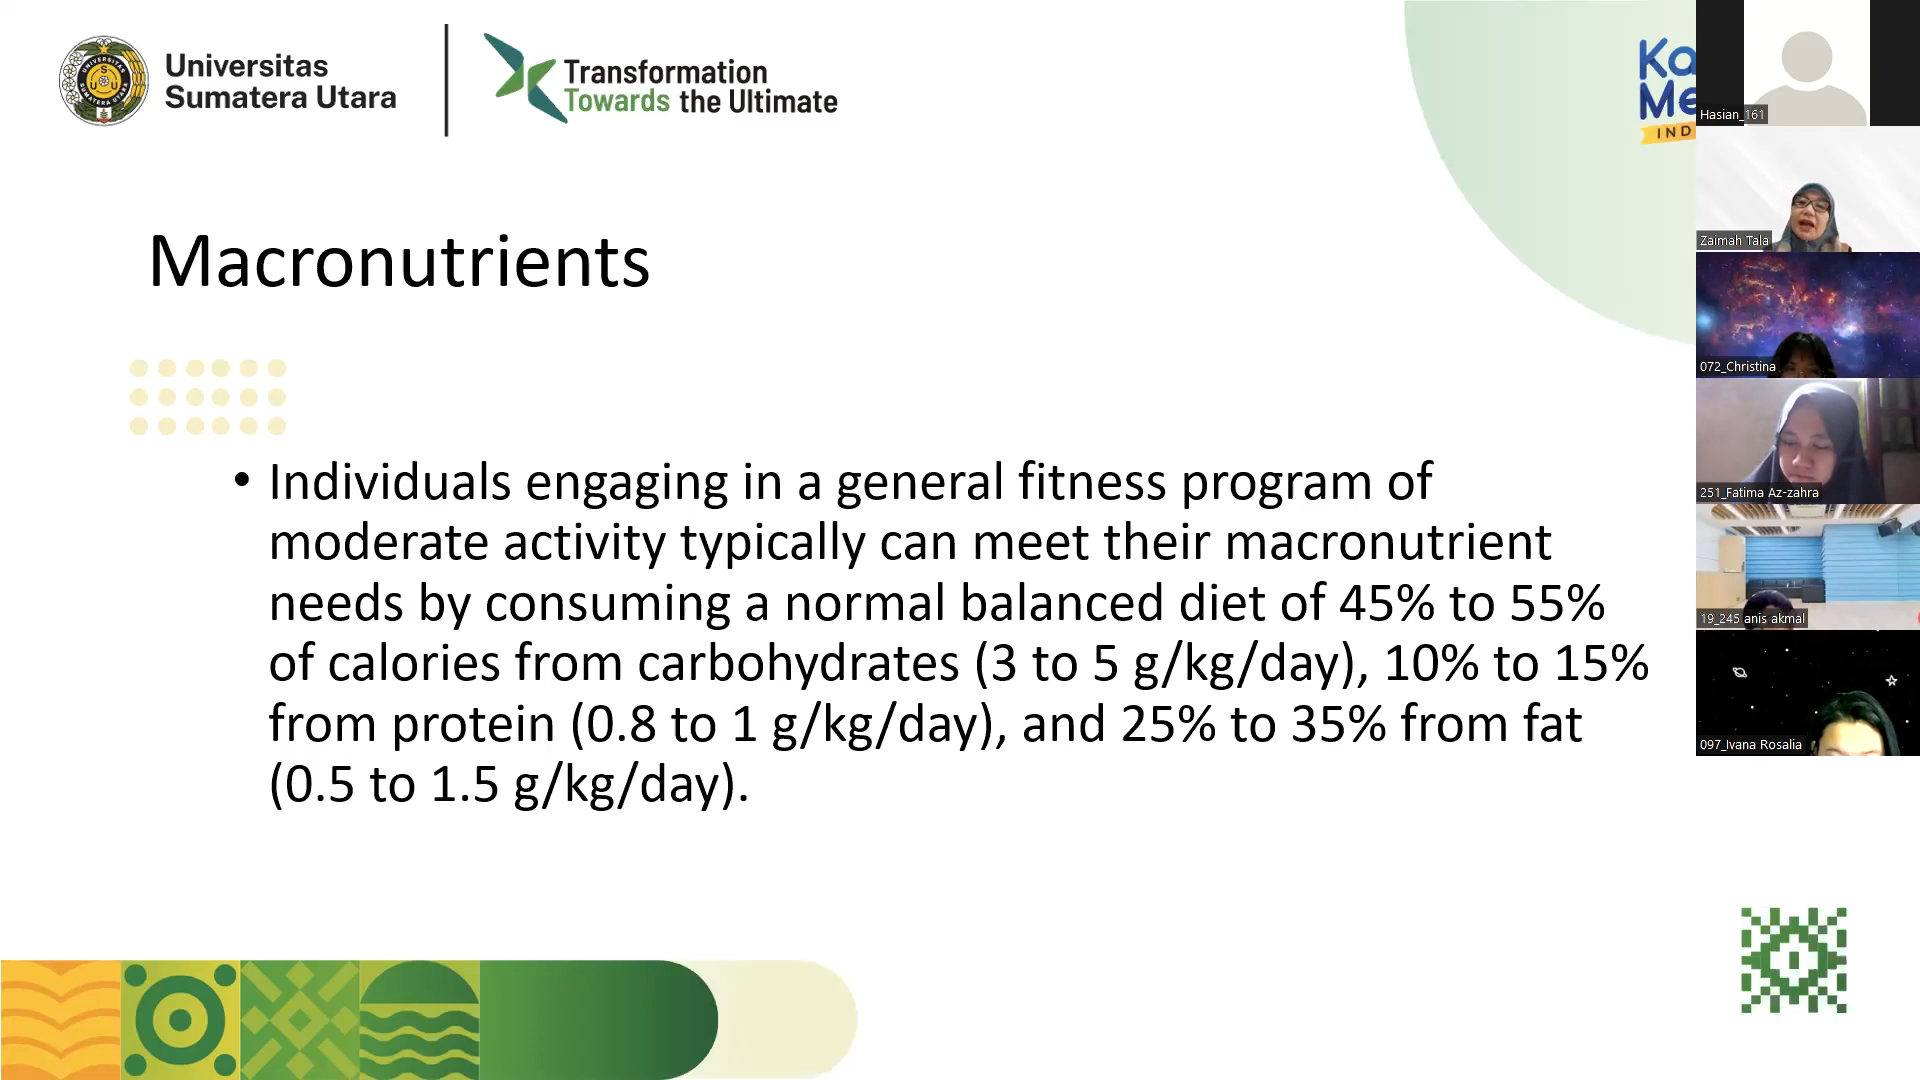 Universitas
Sumatera Utara
Transformation
Towards the Ultimate
Ka
Me
IND
Macronutrients
• Individuals engaging in a general fitness program of
moderate activity typically can meet their macronutrient
needs by consuming a normal balanced diet of 45% to 55%
of calories from carbohydrates (3 to 5 g/kg/day), 10% to 15%
from protein (0.8 to 1 g/kg/day), and 25% to 35% from fat
(0.5 to 1.5 g/kg/day).
Hasian_161
Zaimah Tala
072_Christina
251_Fatima Az-zahra
19_245 anis akmal
097_Ivana Rosalia